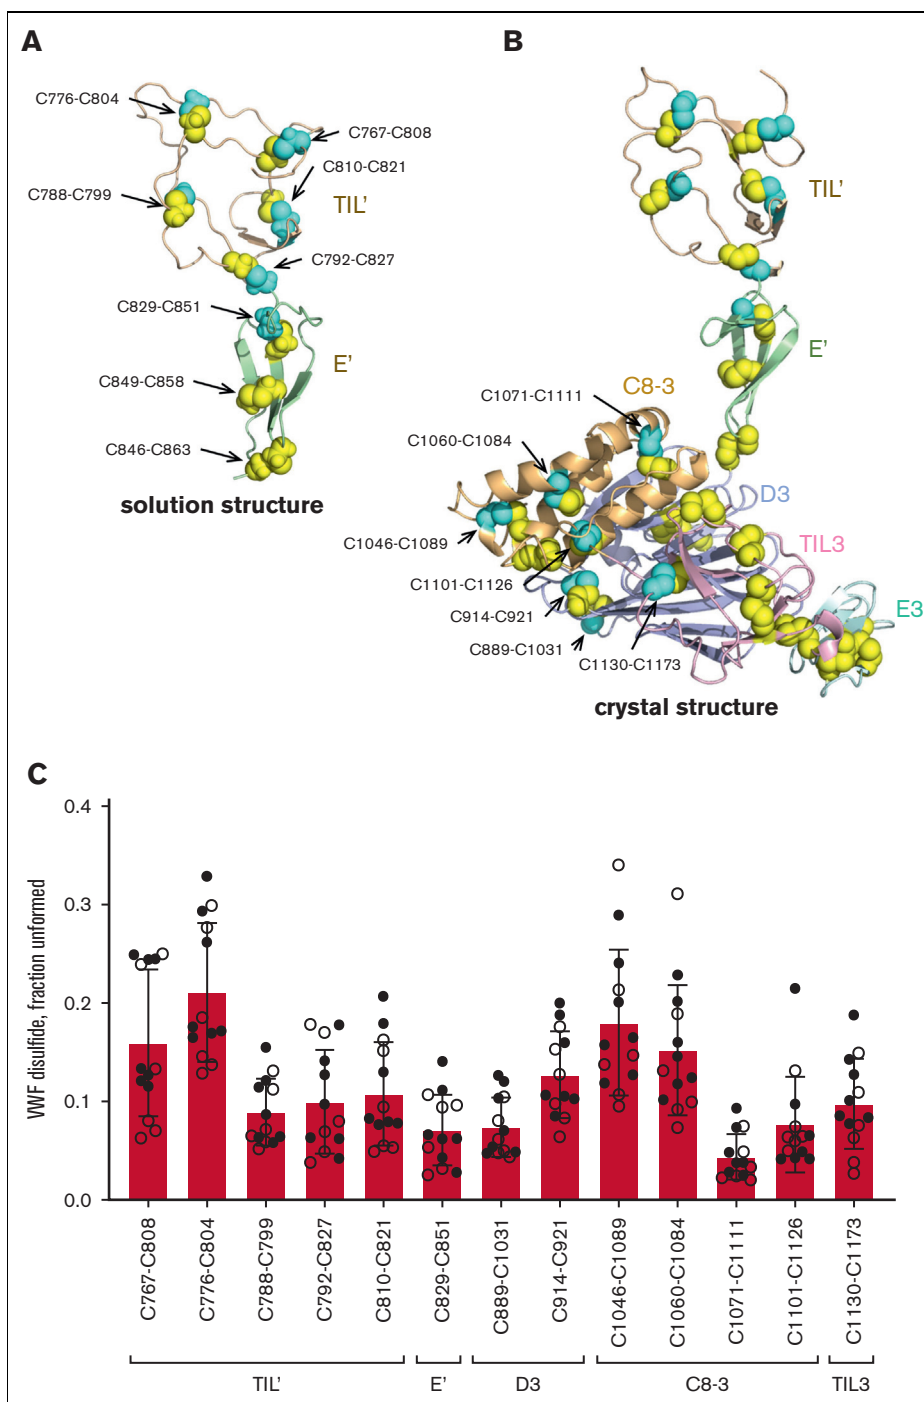 A
C776-C804
C767-C808
C810-C821
C788-C799
TIL'
C792-C827
C829-C851
E'
C849-C858
C846-C863
solution structure
B
TIL'
E'
C8-3
C1071-C1111
C1060-C1084
D3
TIL3
C1046-C1089
C1101-C1126
C914-C921
E3
C889-C1031
C1130-C1173
crystal structure
C
VWF disulfide, fraction unformed
0.4
0.3
0.2
0.1
0.0
C767-C808
C776-C804
C788-C799
C792-C827
C810-C821
C829-C851
C889-C1031
C914-C921
C1046-C1089
C1060-C1084
C1071-C1111
C1101-C1126
C1130-C1173
TIL'
E'
D3
C8-3
TIL3